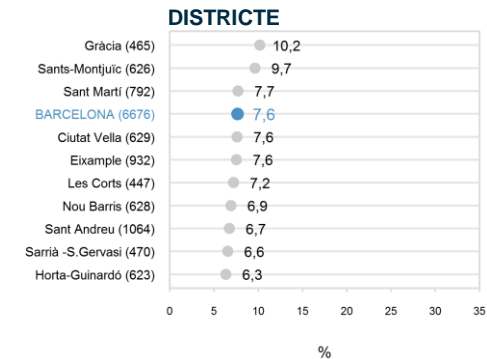 DISTRICTE
Gràcia (465) 10,2
Sants-Montjuïc (626) 9,7
Sant Martí (792) 7,7
BARCELONA (6676) 7,6
Ciutat Vella (629) 7,6
Eixample (932) 7,6
Les Corts (447) 7,2
Nou Barris (628) 6,9
Sant Andreu (1064) 6,7
Sarrià -S.Gervasi (470) 6,6
Horta-Guinardó (623) 6,3
0 5 10 15 20 25 30 35
%